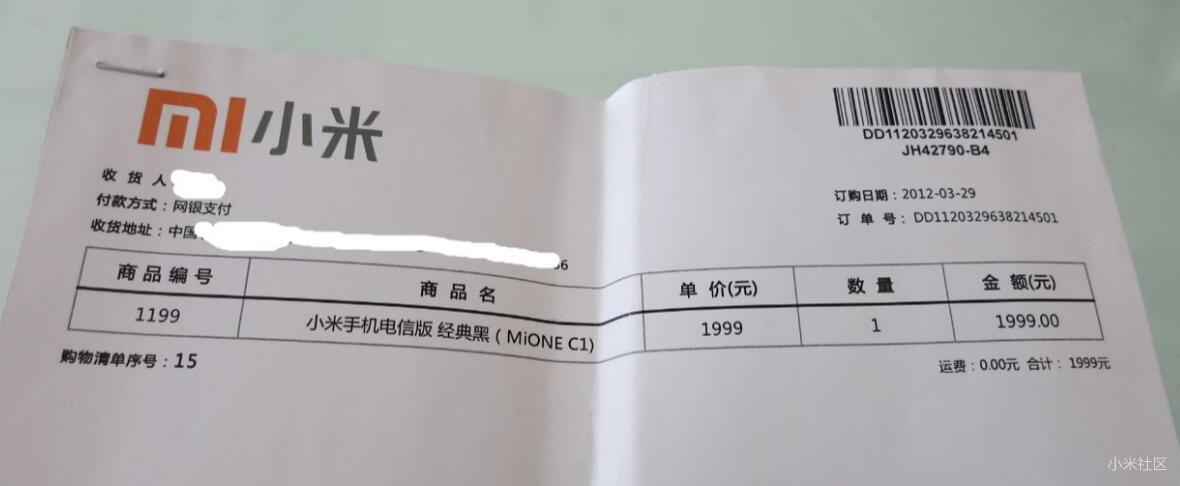 mi小米
DD1120329638214501
JH42790-B4
收货人
付款方式：网银支付
收货地址：中国
6
订购日期：2012-03-29
订单号：DD1120329638214501
商品编号 商品名 单价(元) 数量 金额(元)
1199 小米手机电信版 经典黑（MiONE C1） 1999 1 1999.00
购物清单序号：15
运费：0.00元 合计：1999元
小米社区